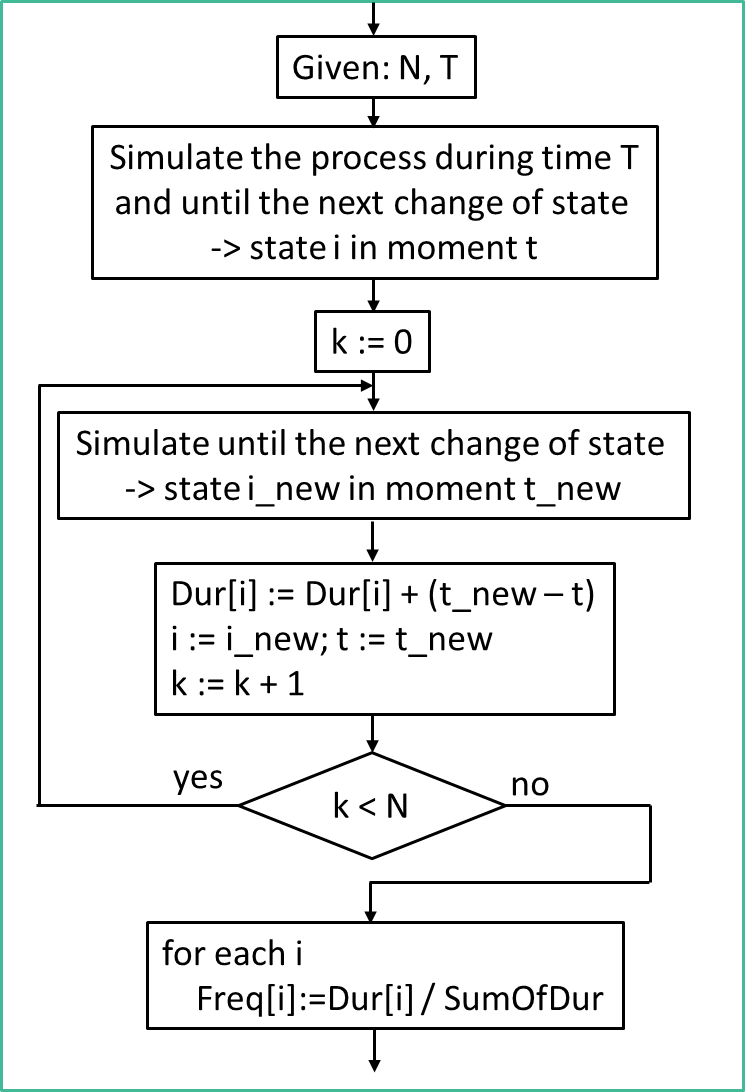 Given: N, T
Simulate the process during time T
and until the next change of state
-> state i in moment t
k := 0
Simulate until the next change of state
-> state i_new in moment t_new
Dur[i] := Dur[i] + (t_new – t)
i := i_new; t := t_new
k := k + 1
yes
no
k < N
for each i
Freq[i]:=Dur[i] / SumOfDur